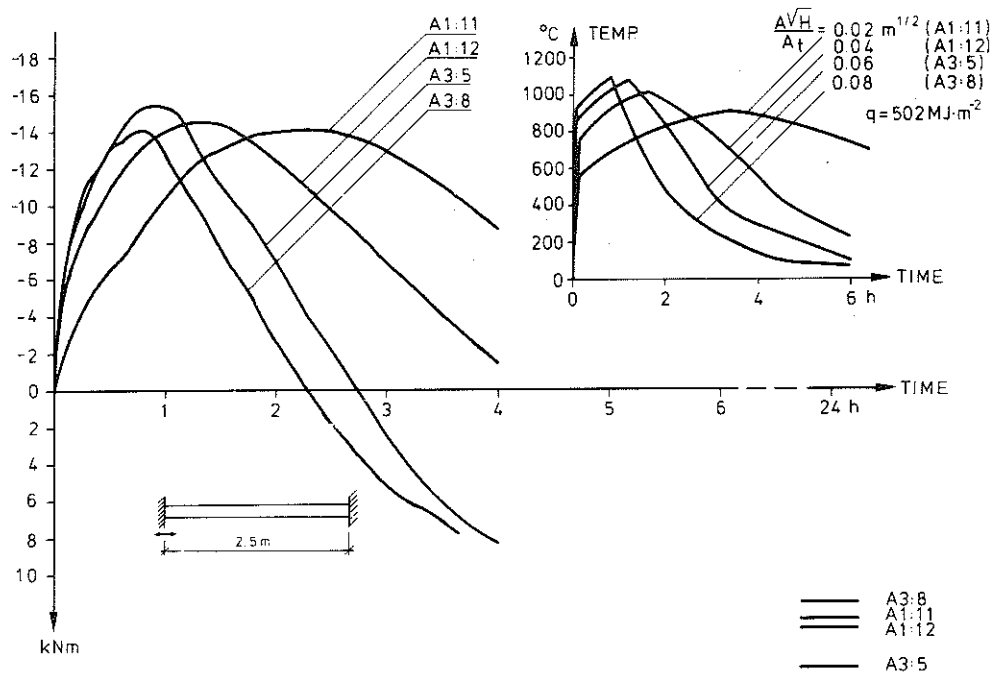 -18
-16
-14
-12
-10
-8
-6
-4
-2
0
2
4
6
8
10
kNm
A1:11
A1:12
A3:5
A3:8
1
2
3
4
5
6
24 h
TIME
2.5m
°C
TEMP.
1200
1000
800
600
400
200
0
0
2
4
6 h
TIME
A√H/At = 0.02 m^1/2 (A1:11)
0.04 (A1:12)
0.06 (A3:5)
0.08 (A3:8)
q=502MJ·m⁻²
A3:8
A1:11
A1:12
A3:5